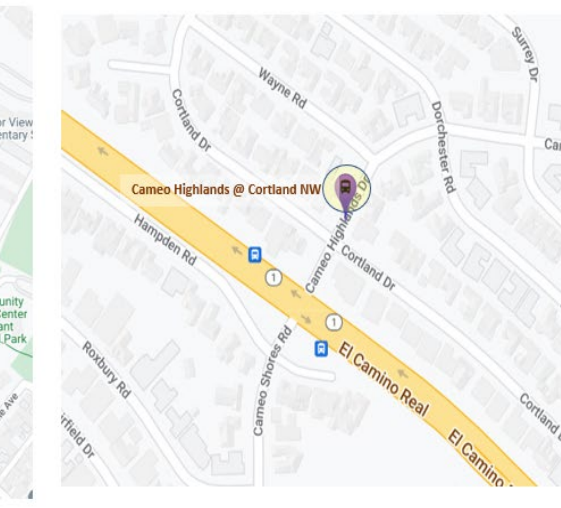 or View
entary
unity
Center
ant
l Park
e Ave
Surrey Dr
Wayne Rd
Cortland Dr
Dorchester Rd
Ca
Cameo Highlands @ Cortland NW
Cameo Highlands Dr
Hampden Rd
Cortland Dr
1
1
Cameo Shores Rd
El Camino Real
Roxbury Rd
Cortland
El Camino
irfield Dr